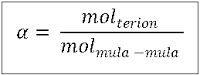 α = mol_terion / mol_mula−mula